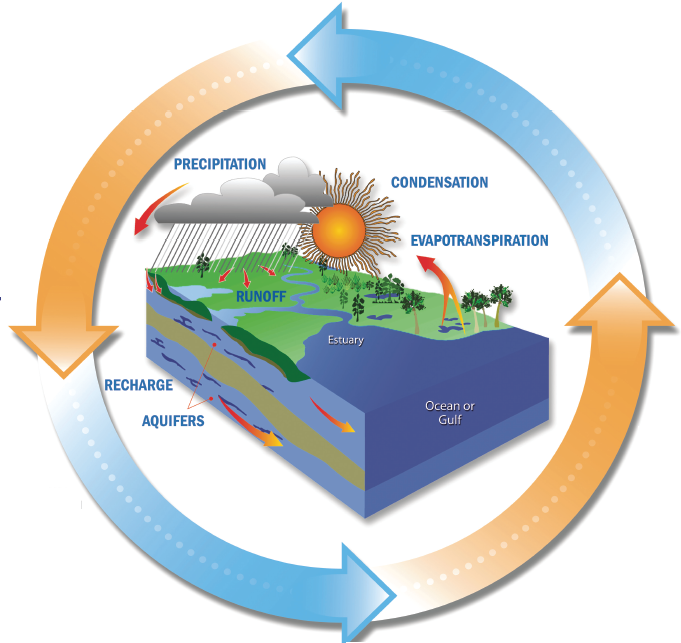 PRECIPITATION
CONDENSATION
EVAPOTRANSPIRATION
RUNOFF
Estuary
RECHARGE
AQUIFERS
Ocean or
Gulf